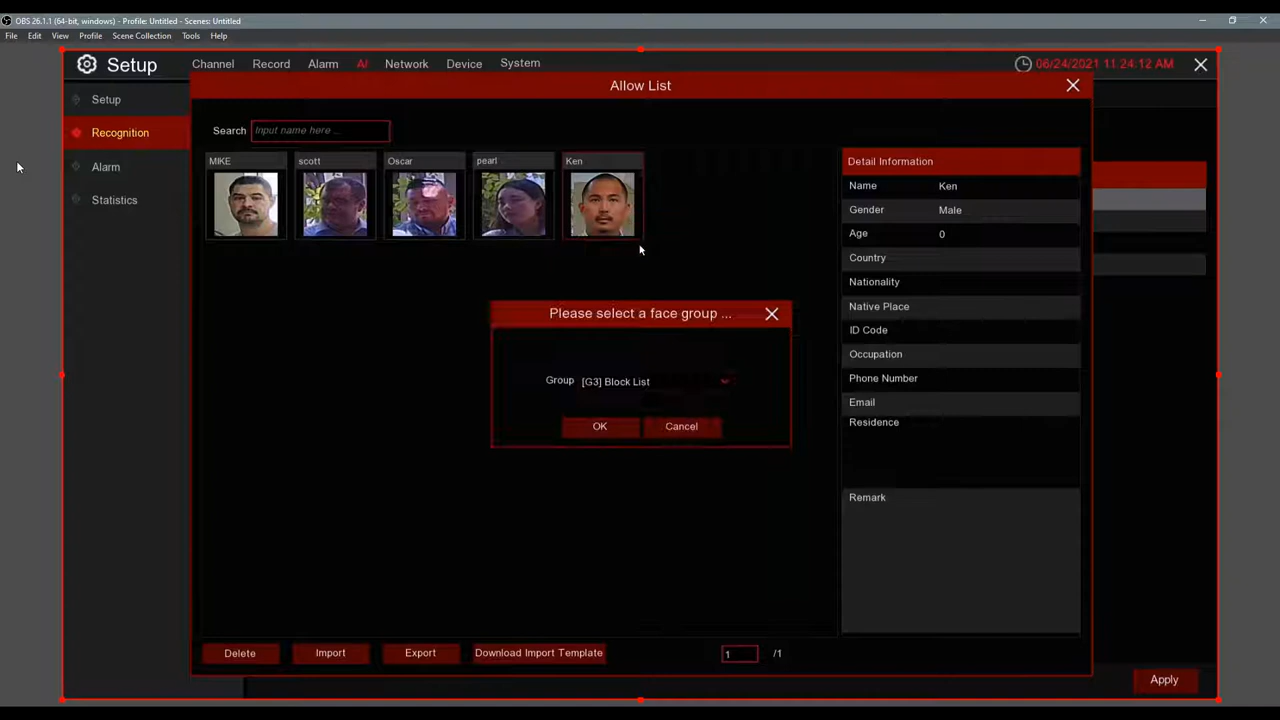 OBS 26.1.1 (64-bit, windows) - Profile: Untitled - Scenes: Untitled
File Edit View Profile Scene Collection Tools Help
Setup Channel Record Alarm AI Network Device System 06/24/2021 11:24:12 AM
Allow List
Setup
Recognition
Alarm
Statistics
Search Input name here ...
MIKE scott Oscar pearl Ken
Detail Information
Name Ken
Gender Male
Age 0
Country
Nationality
Native Place
ID Code
Occupation
Phone Number
Email
Residence
Remark
Please select a face group ...
Group [G3] Block List
OK Cancel
Delete Import Export Download Import Template 1 /1
Apply